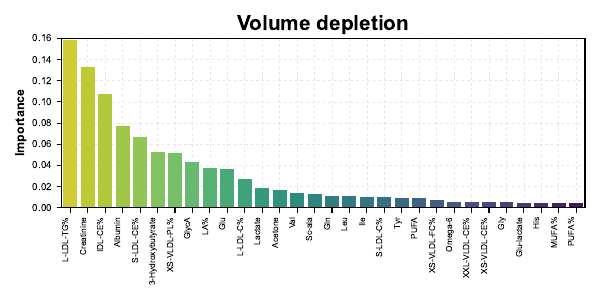 Volume depletion
Importance
0.16
0.14
0.12
0.10
0.08
0.06
0.04
0.02
0.00
L-LDL-TG%
Creatinine
IDL-CE%
Albumin
S-LDL-CE%
3-Hydroxybutyrate
XS-VLDL-PL%
GlycA
LA%
Glu
L-LDL-C%
Lactate
Acetone
Val
Sc-ala
Gln
Leu
Ile
S-LDL-C%
Tyr
PUFA
XS-VLDL-FC%
Omega-6
XXL-VLDL-CE%
XS-VLDL-CE%
Gly
Glu-lactate
His
MUFA%
PUFA%